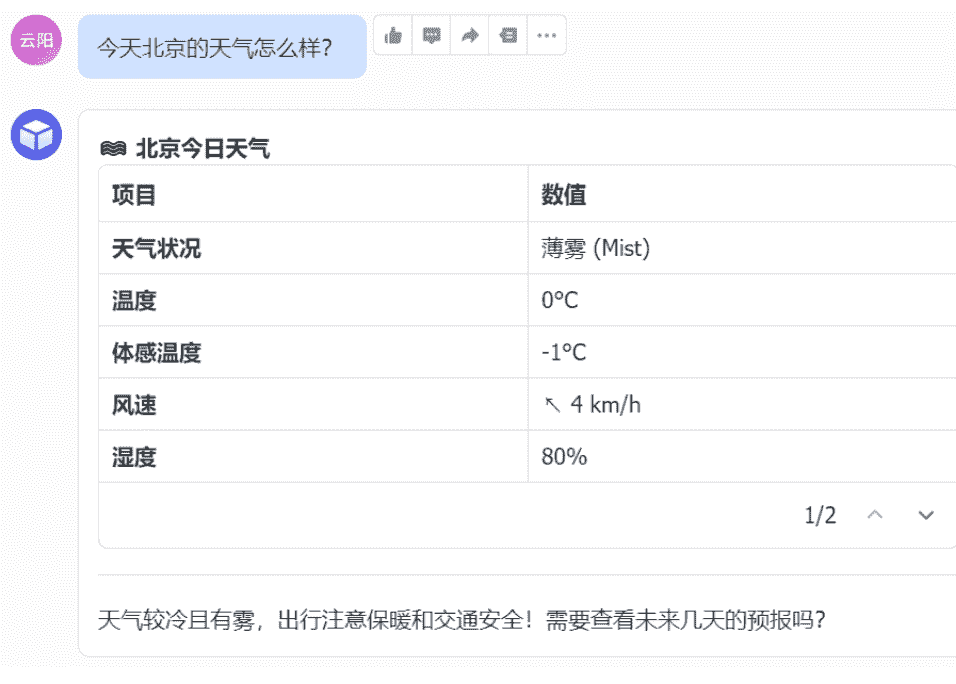 云阳
今天北京的天气怎么样?
北京今日天气
项目 数值
天气状况 薄雾 (Mist)
温度 0°C
体感温度 -1°C
风速 ↖ 4 km/h
湿度 80%
1/2
天气较冷且有雾，出行注意保暖和交通安全！需要查看未来几天的预报吗?